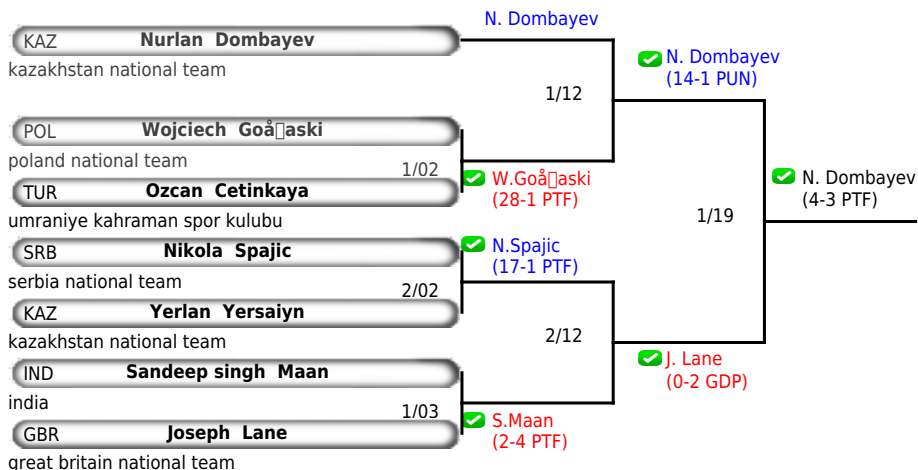 N. Dombayev
KAZ Nurlan Dombayev
kazakhstan national team
N. Dombayev
(14-1 PUN)
1/12
POL Wojciech
poland national team
1/02
TUR Ozcan Cetinkaya
(28-1 PTF)
N. Dombayev
(4-3 PTF)
umraniye kahraman spor kulubu
1/19
SRB Nikola Spajic
N.Spajic
(17-1 PTF)
serbia national team
2/02
KAZ Yerlan Yersaiyn
kazakhstan national team
2/12
IND Sandeep singh Maan
J. Lane
(0-2 GDP)
india
1/03
GBR Joseph Lane
S.Maan
(2-4 PTF)
great britain national team